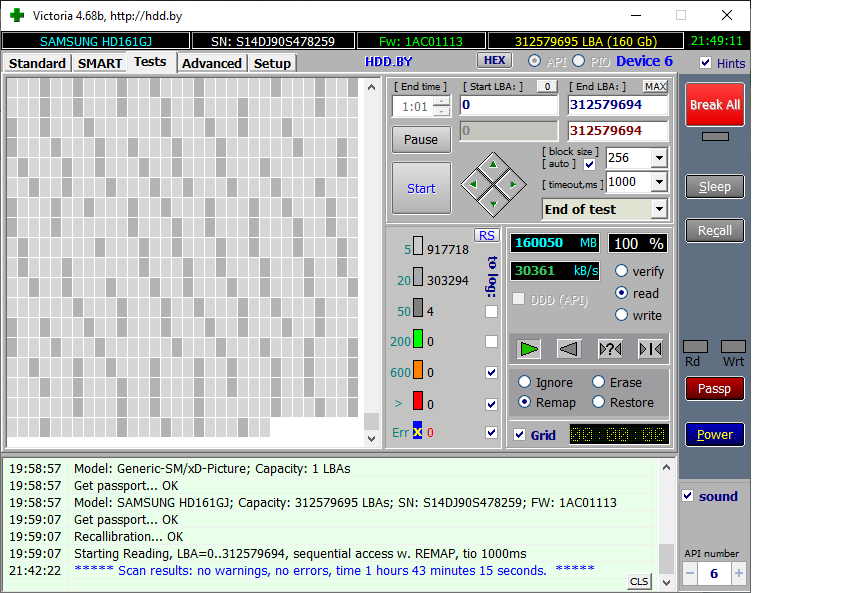 Victoria 4.68b, http://hdd.by
SAMSUNG HD161GJ SN: S14DJ90S478259 Fw: 1AC01113 312579695 LBA (160 Gb) 21:49:11
Standard SMART Tests Advanced Setup HDD.BY HEX API PIO Device 6 Hints
[ End time ] [ Start LBA: ] 0 [ End LBA: ] MAX
1:01 0 312579694
Pause 0 312579694
[ block size ]
[ auto ] 256
[ timeout,ms ] 1000
Start
End of test
Break All
Sleep
Recall
RS
to log:
5 917718
20 303294
50 4
200 0
600 0
> 0
Err x 0
160050 MB 100 %
30361 kB/s
verify
DDD (API) read
write
>?< >|<
Ignore Erase
Remap Restore
Grid 00:00:00:00
Rd Wrt
Passp
Power
19:58:57 Model: Generic-SM/xD-Picture; Capacity: 1 LBAs
19:58:57 Get passport... OK
19:58:57 Model: SAMSUNG HD161GJ; Capacity: 312579695 LBAs; SN: S14DJ90S478259; FW: 1AC01113
19:59:07 Get passport... OK
19:59:07 Recallibration... OK
19:59:07 Starting Reading, LBA=0..312579694, sequential access w. REMAP, tio 1000ms
21:42:22 ***** Scan results: no warnings, no errors, time 1 hours 43 minutes 15 seconds. *****
CLS
sound
API number
− 6 +